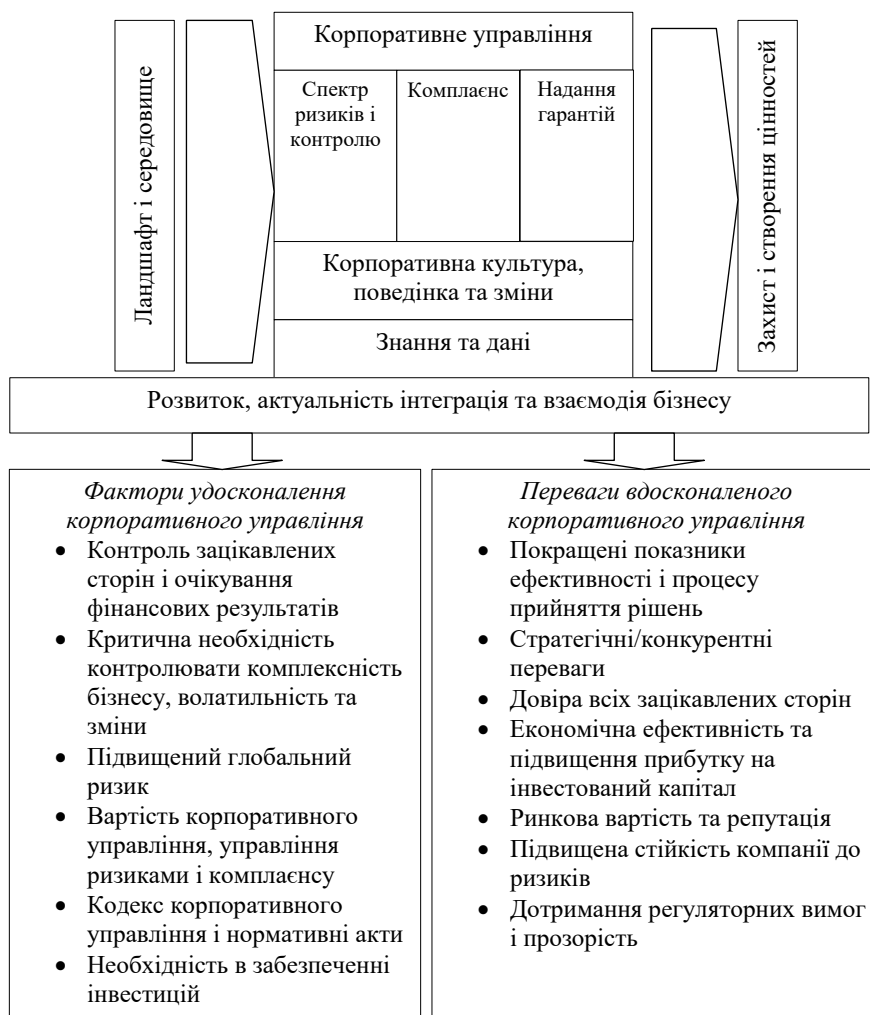 Ландшафт і середовище
Корпоративне управління
Спектр
ризиків і
контролю
Комплаєнс
Надання
гарантій
Корпоративна культура,
поведінка та зміни
Знання та дані
Захист і створення цінностей
Розвиток, актуальність інтеграція та взаємодія бізнесу
Фактори удосконалення
корпоративного управління
• Контроль зацікавлених
сторін і очікування
фінансових результатів
• Критична необхідність
контролювати комплексність
бізнесу, волатильність та
зміни
• Підвищений глобальний
ризик
• Вартість корпоративного
управління, управління
ризиками і комплаєнсу
• Кодекс корпоративного
управління і нормативні акти
• Необхідність в забезпеченні
інвестицій
Переваги вдосконаленого
корпоративного управління
• Покращені показники
ефективності і процесу
прийняття рішень
• Стратегічні/конкурентні
переваги
• Довіра всіх зацікавлених сторін
• Економічна ефективність та
підвищення прибутку на
інвестований капітал
• Ринкова вартість та репутація
• Підвищена стійкість компанії до
ризиків
• Дотримання регуляторних вимог
і прозорість